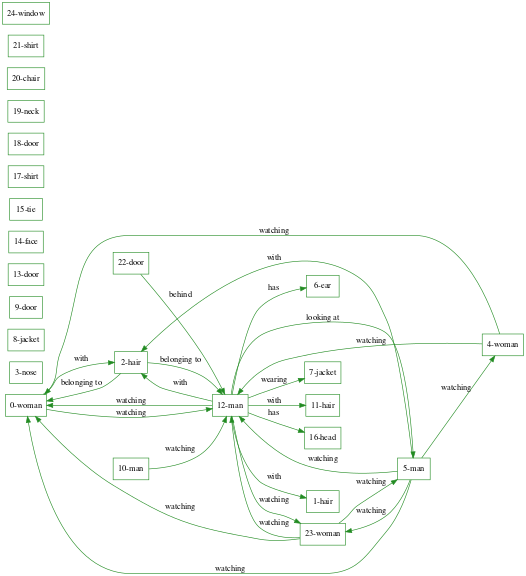 24-window
21-shirt
20-chair
19-neck
18-door
17-shirt
15-tie
14-face
watching
13-door
22-door
with
9-door
behind
has
6-ear
8-jacket
looking at
watching
4-woman
3-nose
with
2-hair
belonging to
wearing
7-jacket
belonging to
with
watching
0-woman
watching
watching
12-man
with
11-hair
has
16-head
watching
10-man
watching
5-man
with
watching
watching
1-hair
watching
watching
watching
23-woman
watching